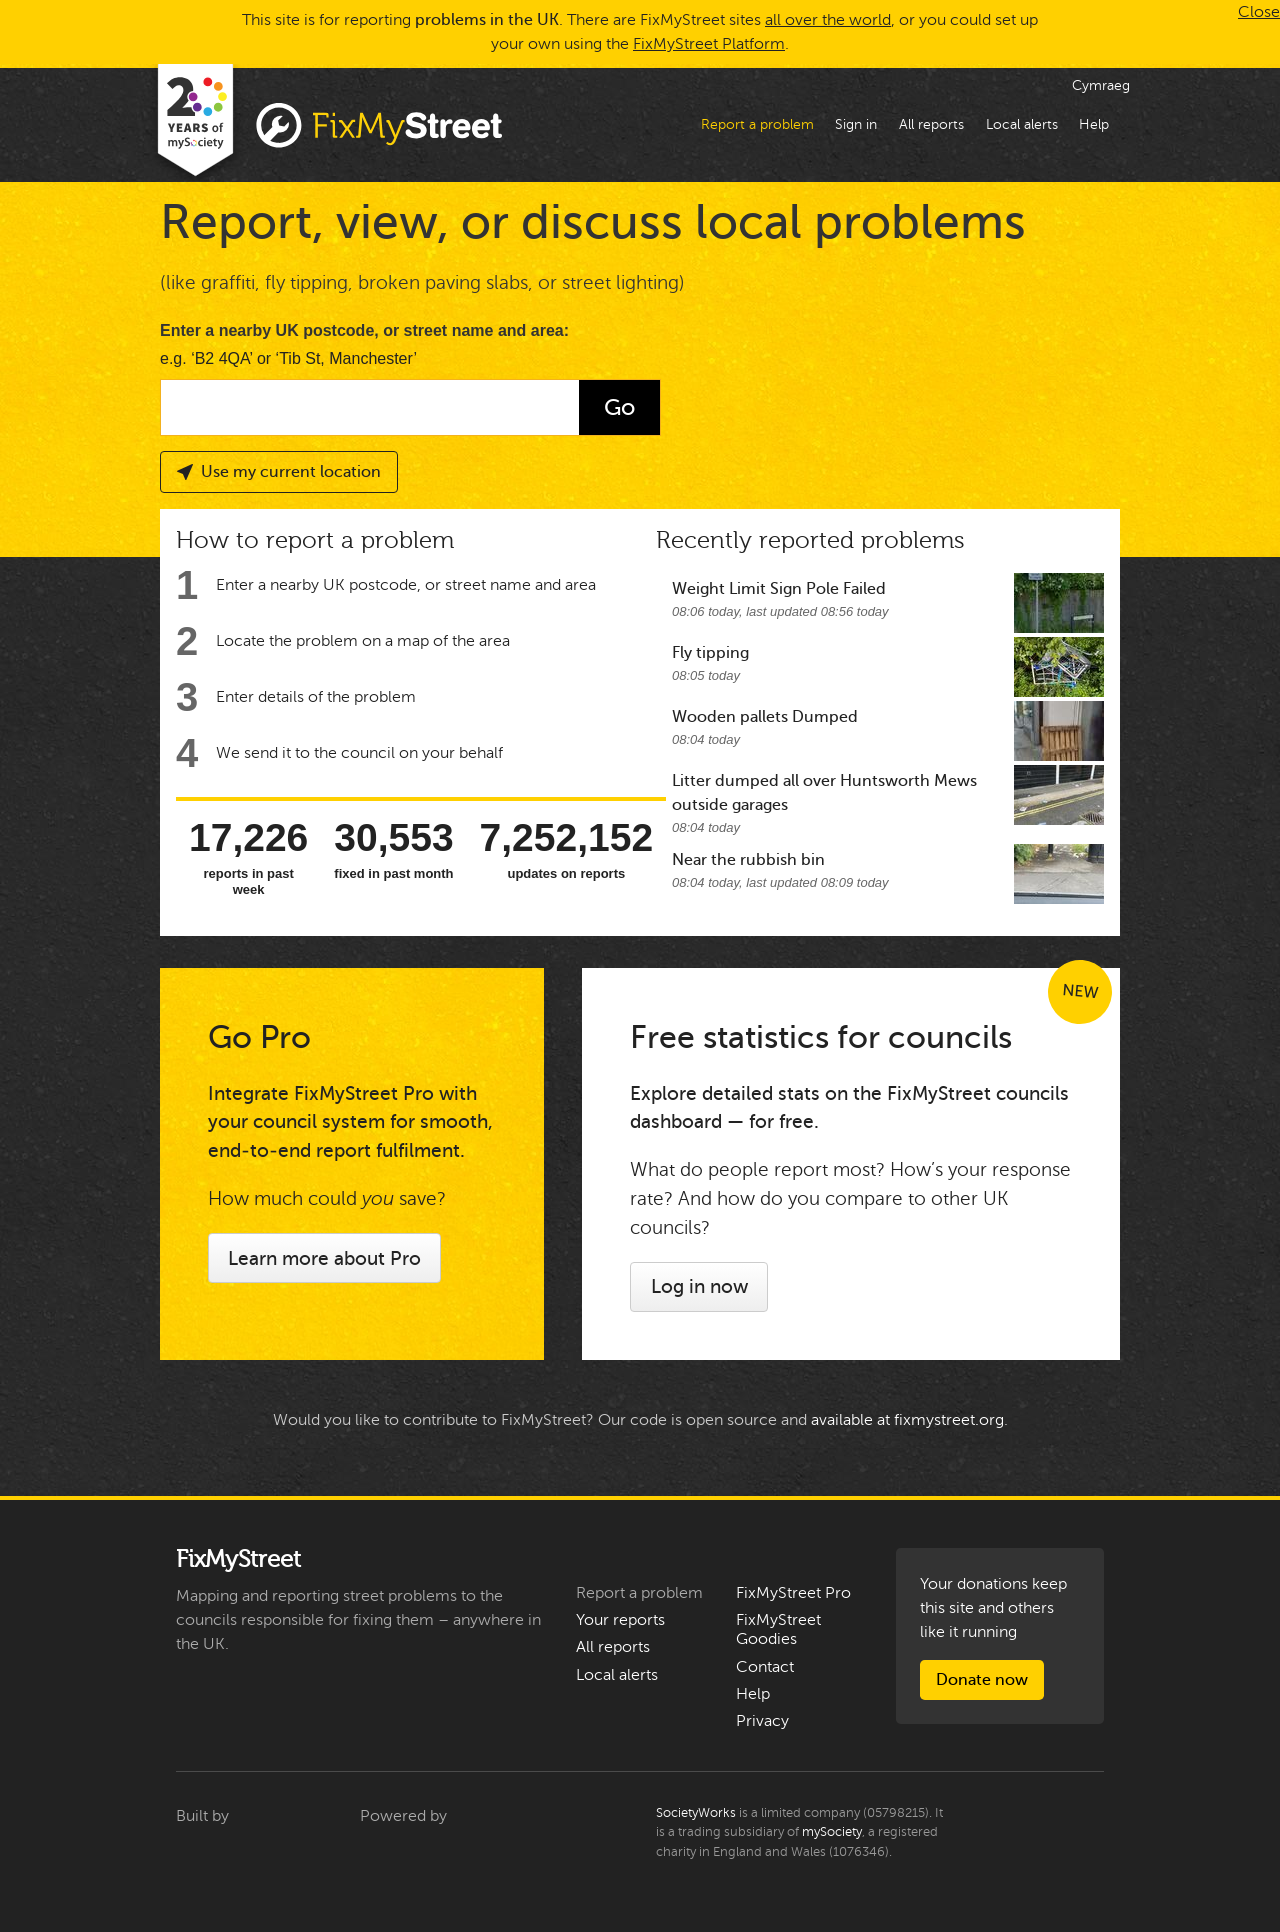 This site is for reporting problems in the UK. There are FixMyStreet sites all over the world, or you could set up
your own using the FixMyStreet Platform.
Close
Cymraeg
20
YEARS of
mySociety
FixMyStreet
Report a problem
Sign in
All reports
Local alerts
Help
Report, view, or discuss local problems
(like graffiti, fly tipping, broken paving slabs, or street lighting)
Enter a nearby UK postcode, or street name and area:
e.g. ‘B2 4QA’ or ‘Tib St, Manchester’
Go
Use my current location
How to report a problem
1 Enter a nearby UK postcode, or street name and area
2 Locate the problem on a map of the area
3 Enter details of the problem
4 We send it to the council on your behalf
17,226
reports in past
week
30,553
fixed in past month
7,252,152
updates on reports
Recently reported problems
Weight Limit Sign Pole Failed
08:06 today, last updated 08:56 today
Fly tipping
08:05 today
Wooden pallets Dumped
08:04 today
Litter dumped all over Huntsworth Mews
outside garages
08:04 today
Near the rubbish bin
08:04 today, last updated 08:09 today
Go Pro
Integrate FixMyStreet Pro with
your council system for smooth,
end-to-end report fulfilment.
How much could you save?
Learn more about Pro
NEW
Free statistics for councils
Explore detailed stats on the FixMyStreet councils
dashboard — for free.
What do people report most? How’s your response
rate? And how do you compare to other UK
councils?
Log in now
Would you like to contribute to FixMyStreet? Our code is open source and available at fixmystreet.org.
FixMyStreet
Mapping and reporting street problems to the
councils responsible for fixing them – anywhere in
the UK.
Report a problem
Your reports
All reports
Local alerts
FixMyStreet Pro
FixMyStreet
Goodies
Contact
Help
Privacy
Your donations keep
this site and others
like it running
Donate now
Built by
Powered by
SocietyWorks is a limited company (05798215). It
is a trading subsidiary of mySociety, a registered
charity in England and Wales (1076346).